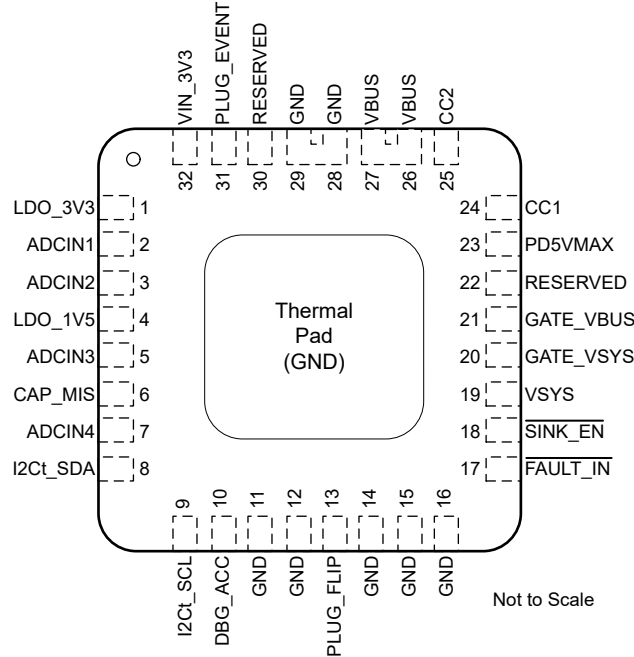 VIN_3V3
PLUG_EVENT
RESERVED
GND
GND
VBUS
VBUS
CC2
32
31
30
29
28
27
26
25
LDO_3V3 1
ADCIN1 2
ADCIN2 3
LDO_1V5 4
ADCIN3 5
CAP_MIS 6
ADCIN4 7
I2Ct_SDA 8
Thermal
Pad
(GND)
24 CC1
23 PD5VMAX
22 RESERVED
21 GATE_VBUS
20 GATE_VSYS
19 VSYS
18 SINK_EN
17 FAULT_IN
9
10
11
12
13
14
15
16
I2Ct_SCL
DBG_ACC
GND
GND
PLUG_FLIP
GND
GND
GND
Not to Scale